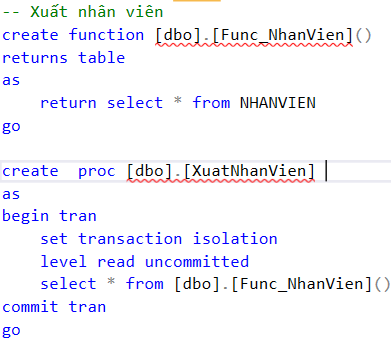 -- Xuất nhân viên
create function [dbo].[Func_NhanVien]()
returns table
as
    return select * from NHANVIEN
go

create  proc [dbo].[XuatNhanVien]
as
begin tran
    set transaction isolation
    level read uncommitted
    select * from [dbo].[Func_NhanVien]()
commit tran
go